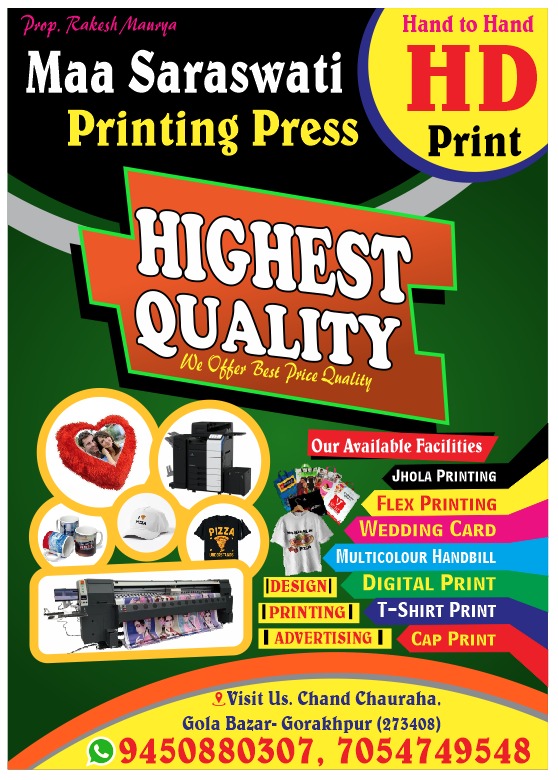 Prop. Rakesh Maurya
Maa Saraswati
Printing Press
Hand to Hand
HD
Print
HIGHEST
QUALITY
We Offer Best Price Quality
Our Available Facilities
JHOLA PRINTING
FLEX PRINTING
WEDDING CARD
MULTICOLOUR HANDBILL
DIGITAL PRINT
T-SHIRT PRINT
CAP PRINT
|DESIGN|
|PRINTING|
| ADVERTISING |
PIZZA
PIZZA
Visit Us. Chand Chauraha,
Gola Bazar- Gorakhpur (273408)
9450880307, 7054749548